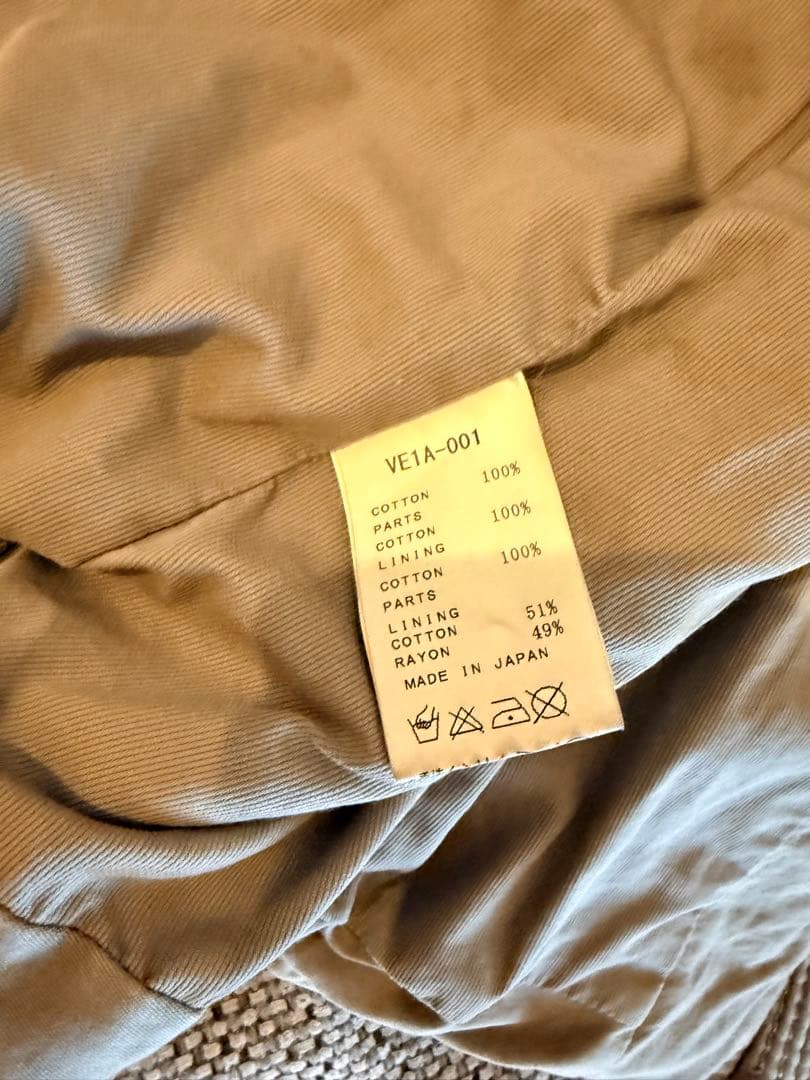 VE1A-001
COTTON 100%
PARTS
COTTON 100%
LINING
COTTON 100%
PARTS
LINING
COTTON 51%
RAYON 49%
MADE IN JAPAN